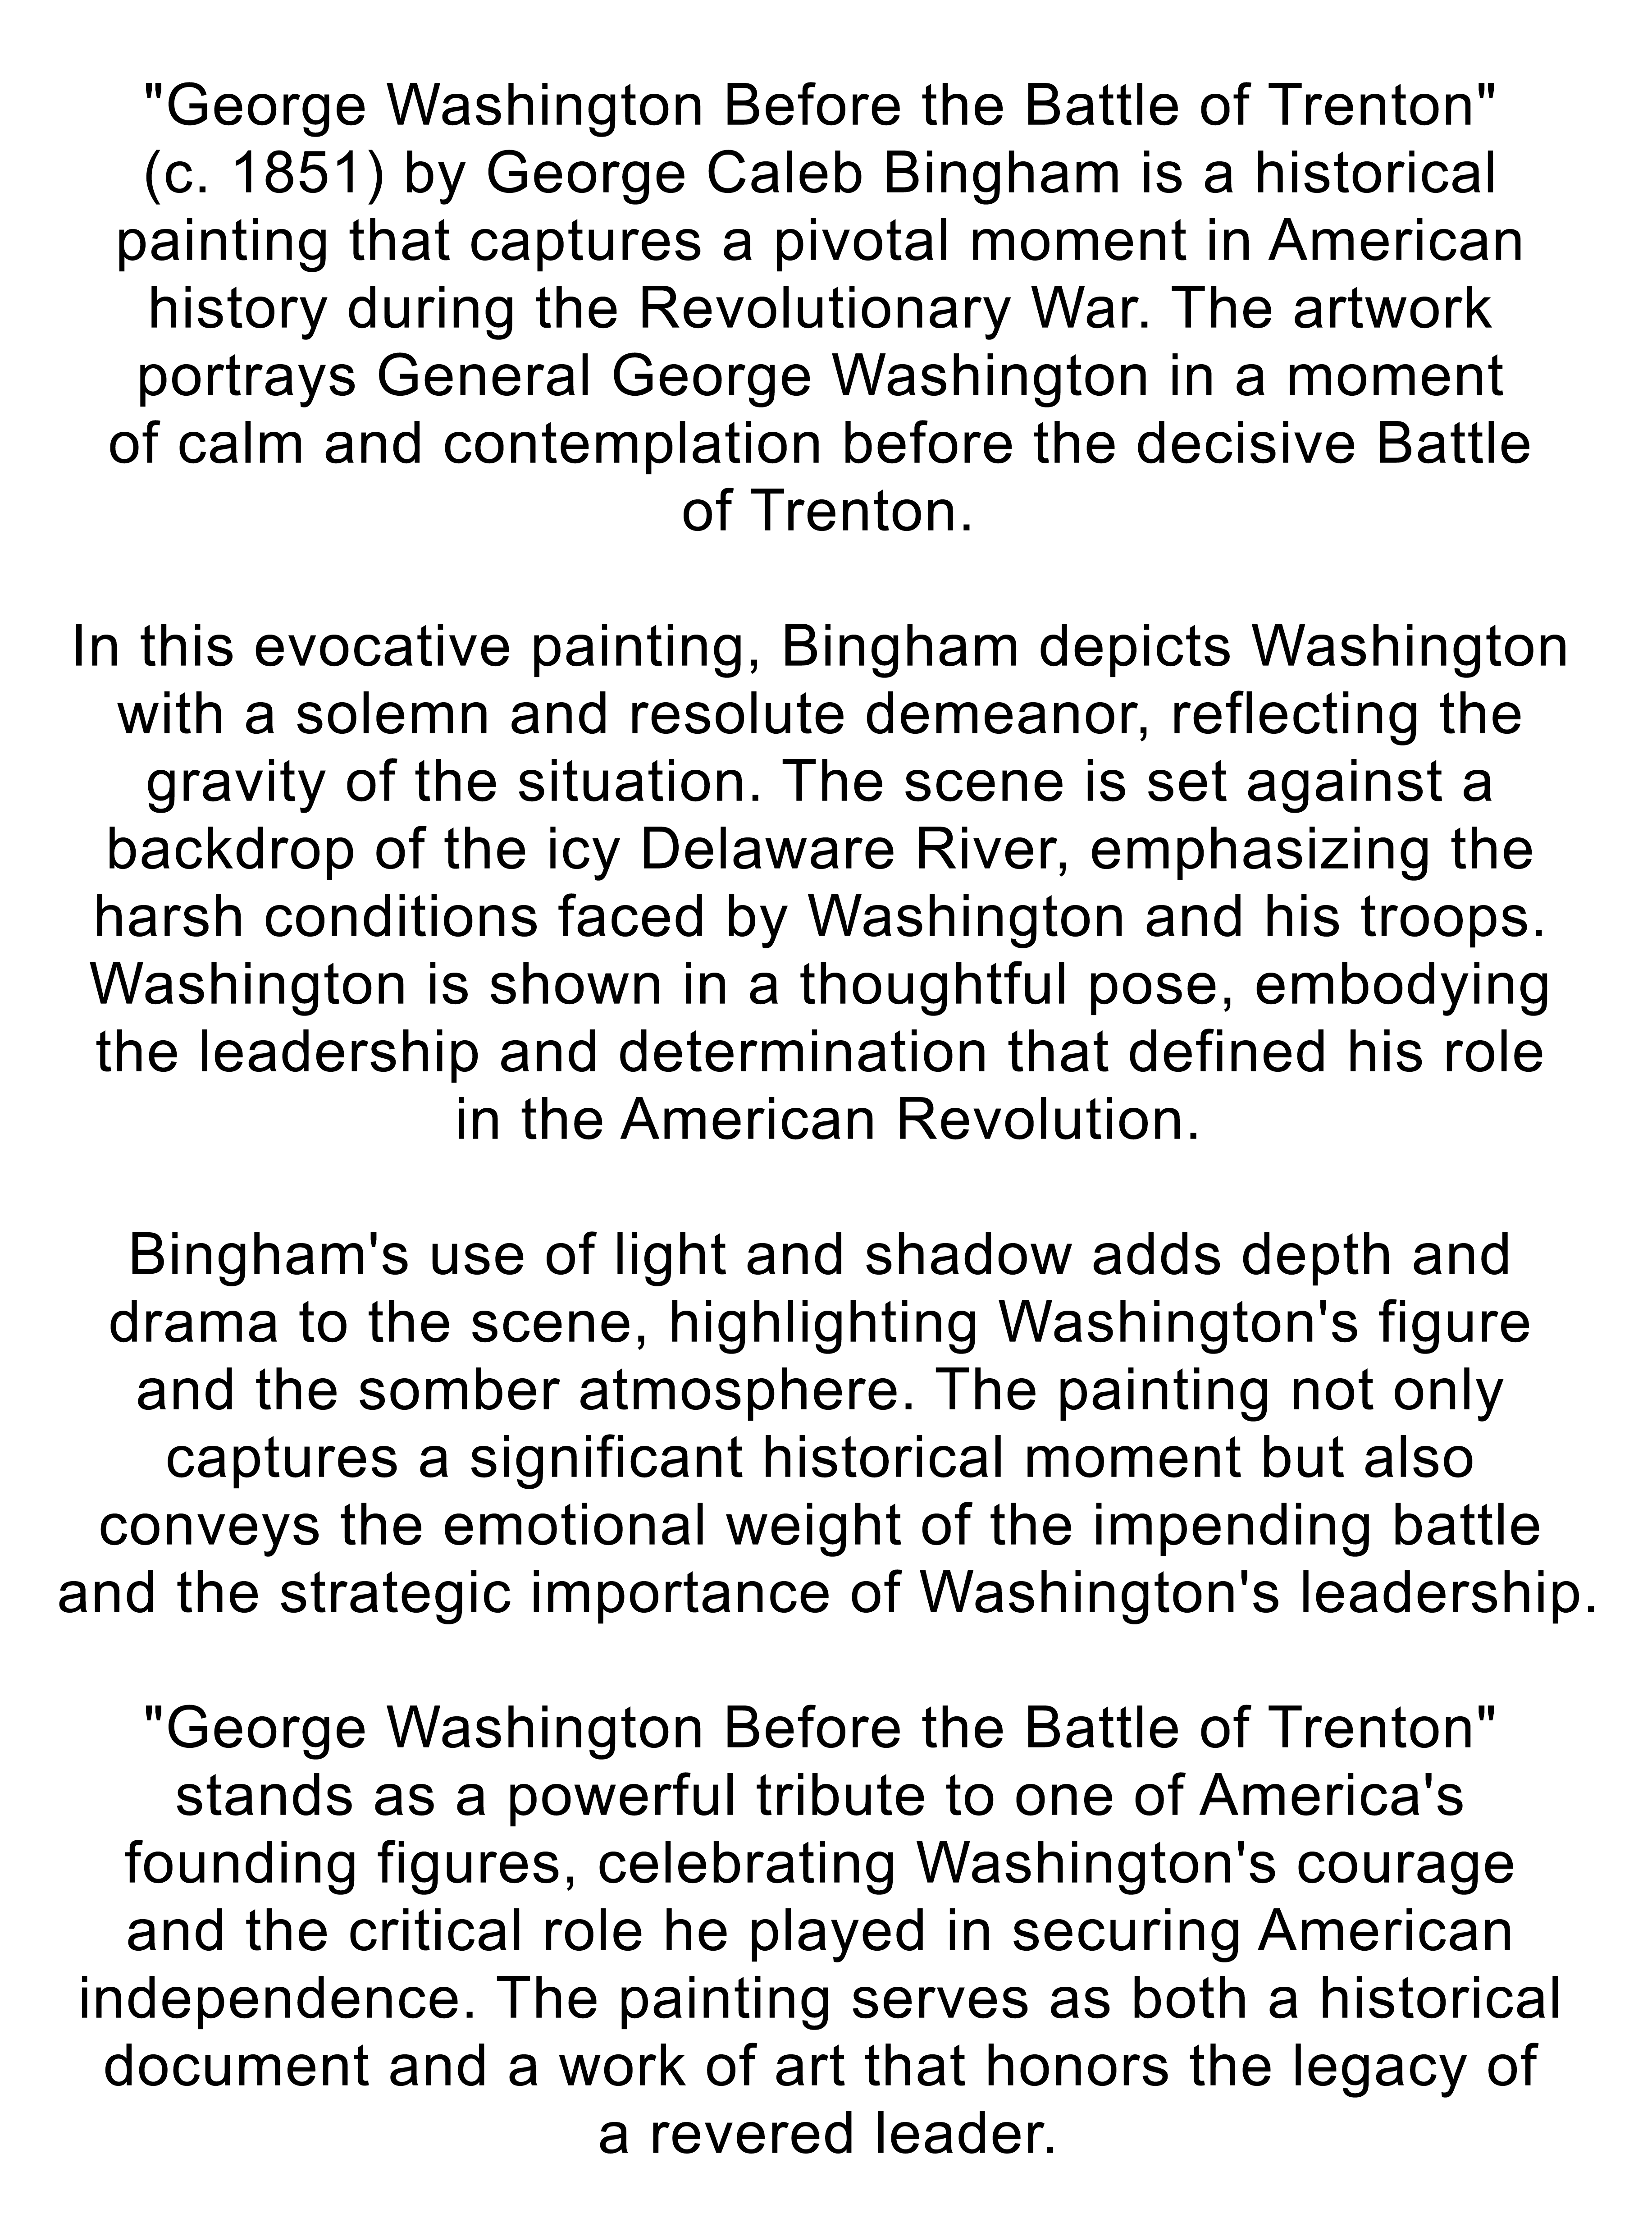 "George Washington Before the Battle of Trenton"
(c. 1851) by George Caleb Bingham is a historical
painting that captures a pivotal moment in American
history during the Revolutionary War. The artwork
portrays General George Washington in a moment
of calm and contemplation before the decisive Battle
of Trenton.
In this evocative painting, Bingham depicts Washington
with a solemn and resolute demeanor, reflecting the
gravity of the situation. The scene is set against a
backdrop of the icy Delaware River, emphasizing the
harsh conditions faced by Washington and his troops.
Washington is shown in a thoughtful pose, embodying
the leadership and determination that defined his role
in the American Revolution.
Bingham's use of light and shadow adds depth and
drama to the scene, highlighting Washington's figure
and the somber atmosphere. The painting not only
captures a significant historical moment but also
conveys the emotional weight of the impending battle
and the strategic importance of Washington's leadership.
"George Washington Before the Battle of Trenton"
stands as a powerful tribute to one of America's
founding figures, celebrating Washington's courage
and the critical role he played in securing American
independence. The painting serves as both a historical
document and a work of art that honors the legacy of
a revered leader.